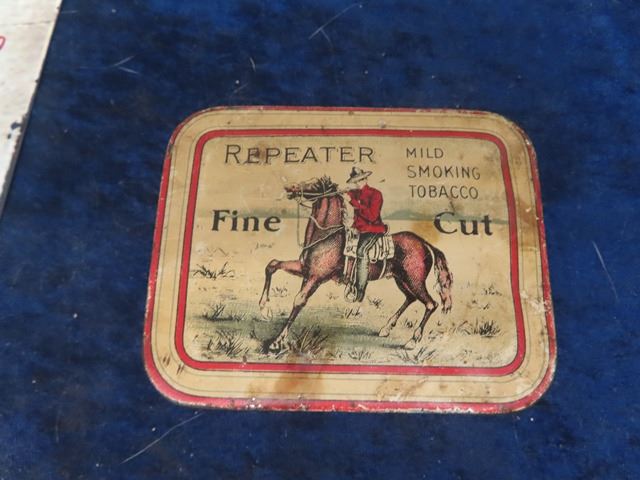 REPEATER
MILD
SMOKING
TOBACCO
Fine Cut